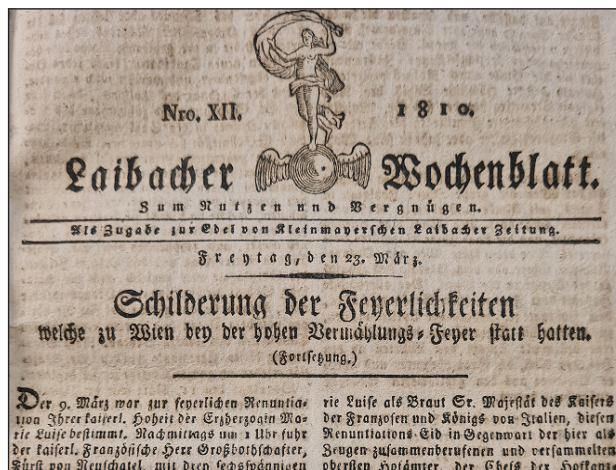 Nro. XII.
1810.
Laibacher Wochenblatt.
Zum Nutzen und Vergnügen.
Als Zugabe zur Edel von Kleinmayerschen Laibacher Zeitung.
Freytag, den 23. März.
Schilderung der Feyerlichkeiten
welche zu Wien bey der hohen Vermählungs-Feyer statt hatten.
(Fortsetzung.)
Der 9. März war zur feyerlichen Renuntia-
tion Ihrer kaiserl. Hoheit der Erzherzogin Ma-
rie Luise bestimmt. Nachmittags um 1 Uhr fuhr
der kaiserl. Französische Herr Großbothschafter,
Fürst von Neuschatel, mit drey sechsspännigen
rie Luise als Braut Sr. Majestät des Kaisers
der Franzosen und Königs von Italien, diesen
Renuntiations-Eid in Gegenwart der hier als
Zeugen zusammenberufenen und versammelten
obersten Hofämter, der Geheimen